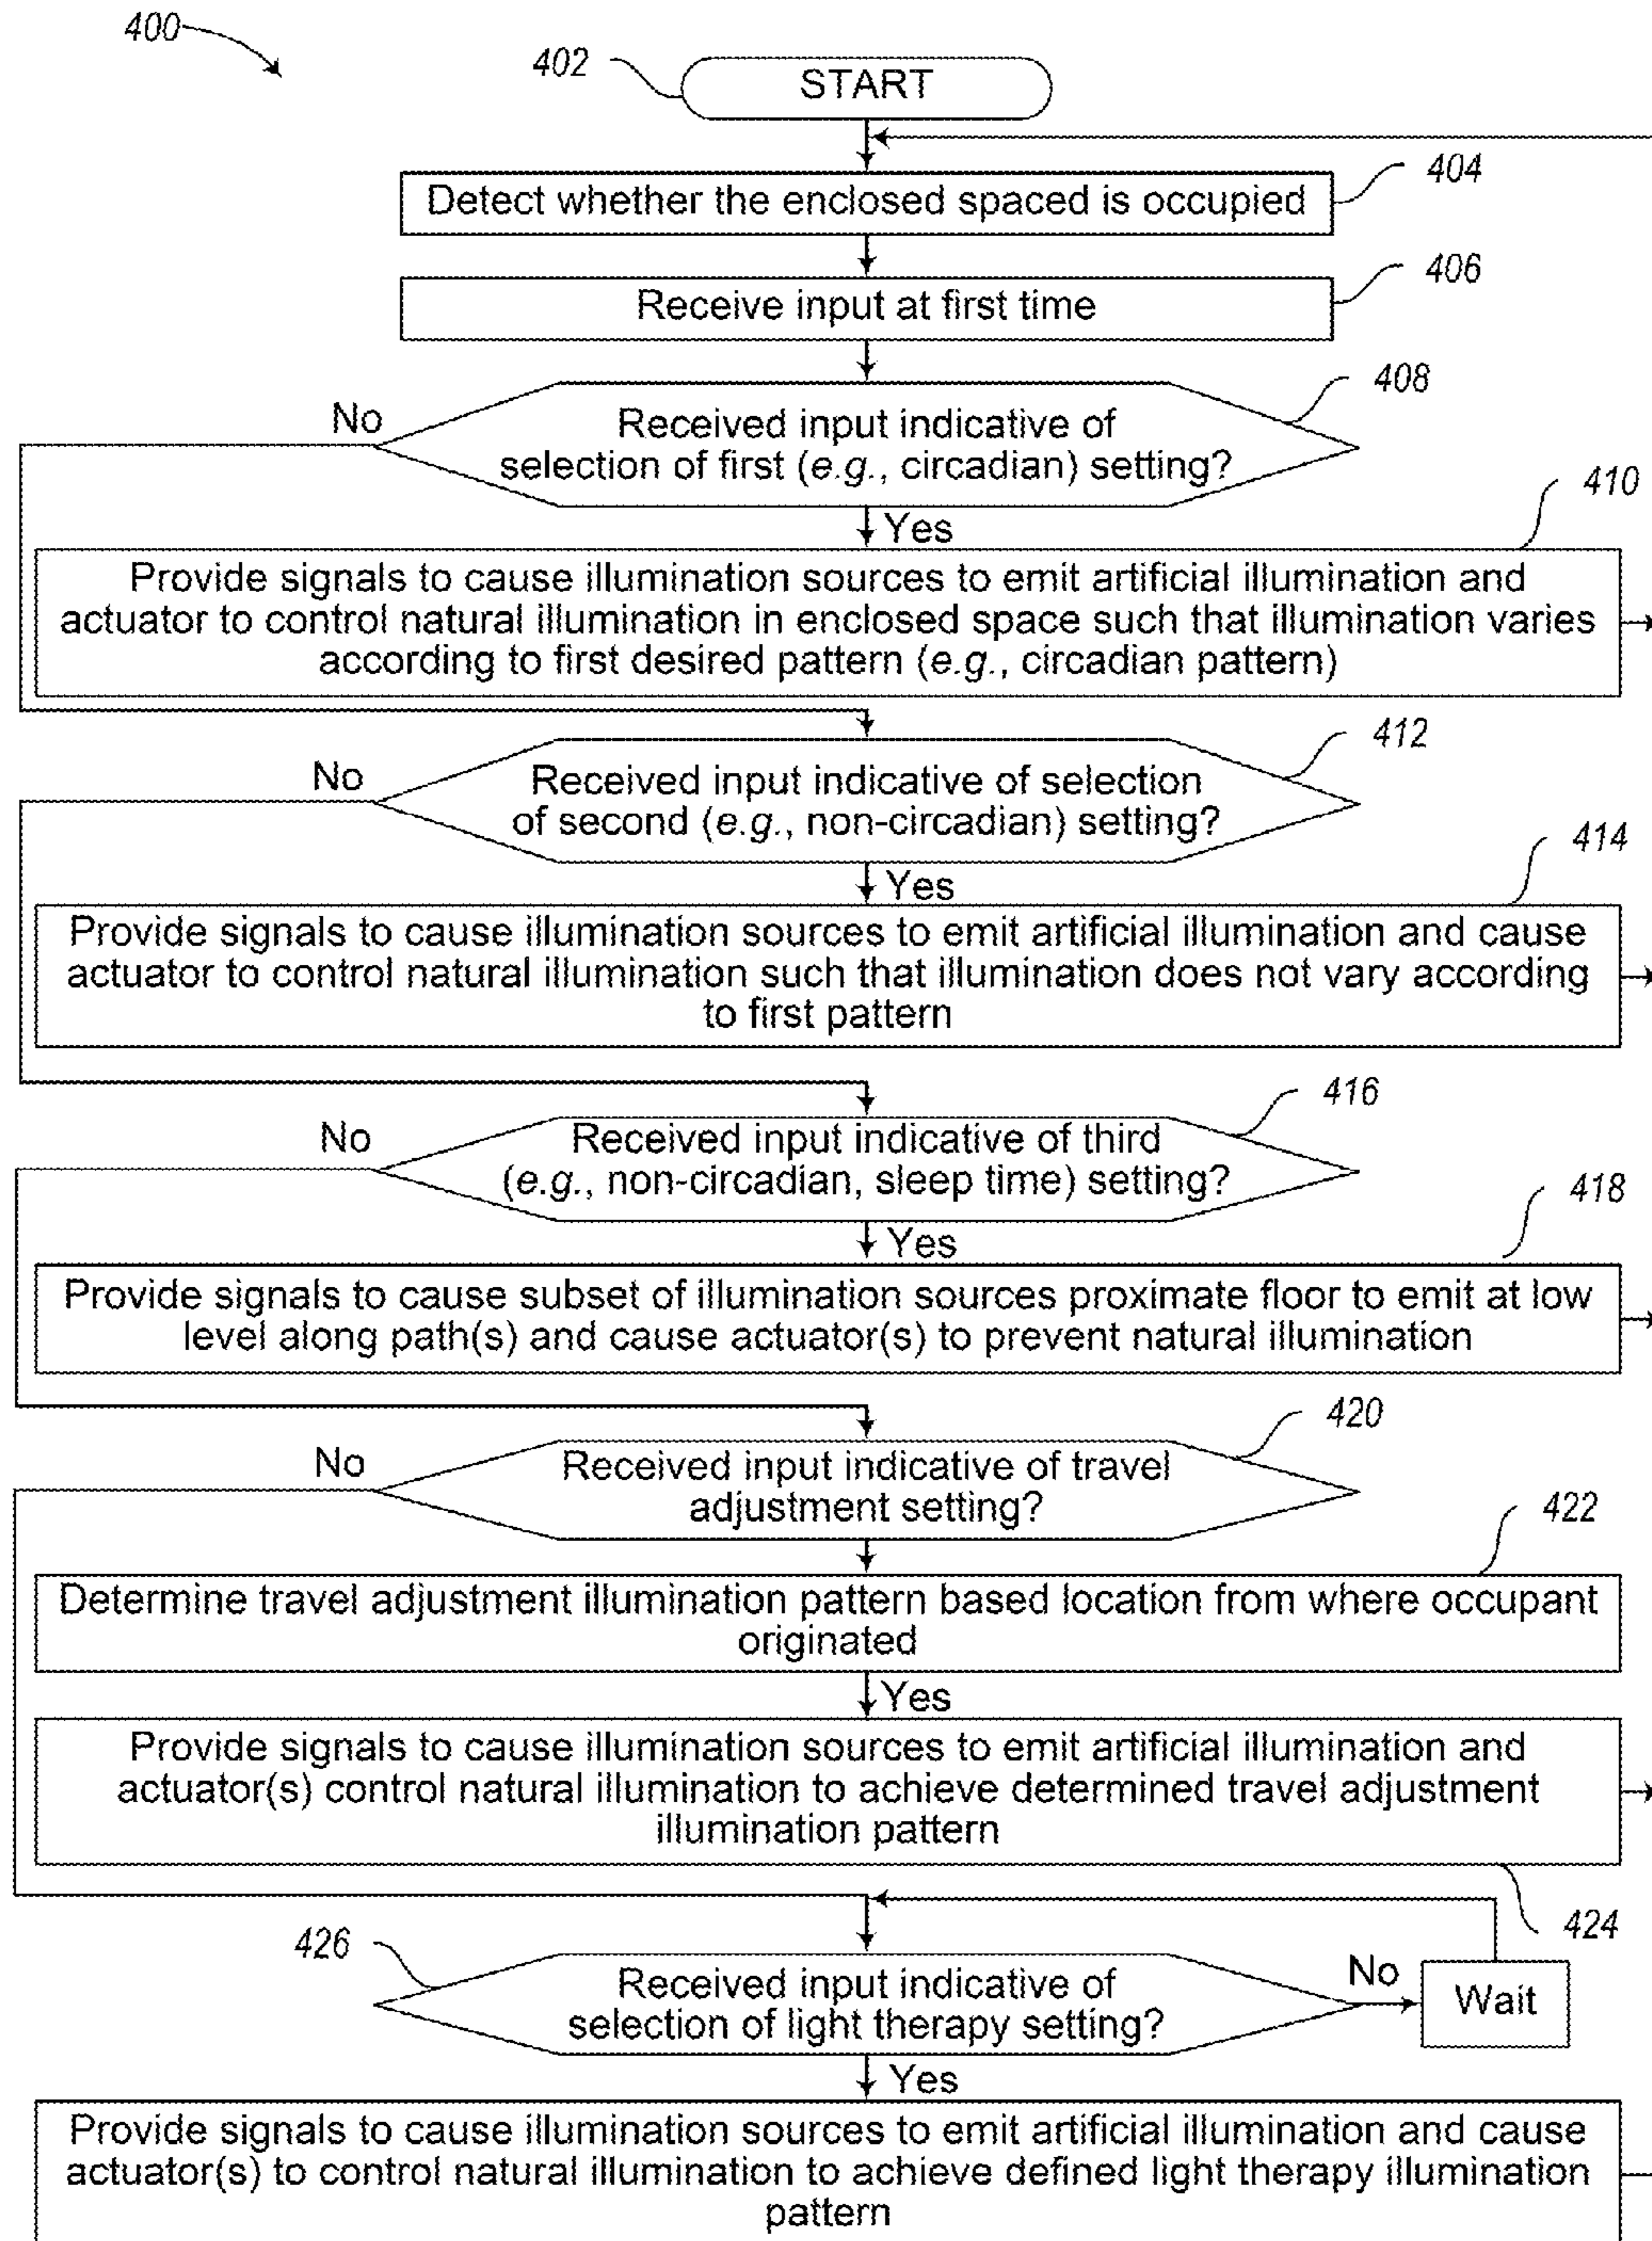 400
402
START
Detect whether the enclosed spaced is occupied
404
Receive input at first time
406
408
No
Received input indicative of
selection of first (e.g., circadian) setting?
Yes
410
Provide signals to cause illumination sources to emit artificial illumination and
actuator to control natural illumination in enclosed space such that illumination varies
according to first desired pattern (e.g., circadian pattern)
412
No
Received input indicative of selection
of second (e.g., non-circadian) setting?
Yes
414
Provide signals to cause illumination sources to emit artificial illumination and cause
actuator to control natural illumination such that illumination does not vary according
to first pattern
416
No
Received input indicative of third
(e.g., non-circadian, sleep time) setting?
Yes
418
Provide signals to cause subset of illumination sources proximate floor to emit at low
level along path(s) and cause actuator(s) to prevent natural illumination
420
No
Received input indicative of travel
adjustment setting?
422
Determine travel adjustment illumination pattern based location from where occupant
originated
Yes
Provide signals to cause illumination sources to emit artificial illumination and
actuator(s) control natural illumination to achieve determined travel adjustment
illumination pattern
424
426
Received input indicative of
selection of light therapy setting?
No
Wait
Yes
Provide signals to cause illumination sources to emit artificial illumination and cause
actuator(s) to control natural illumination to achieve defined light therapy illumination
pattern